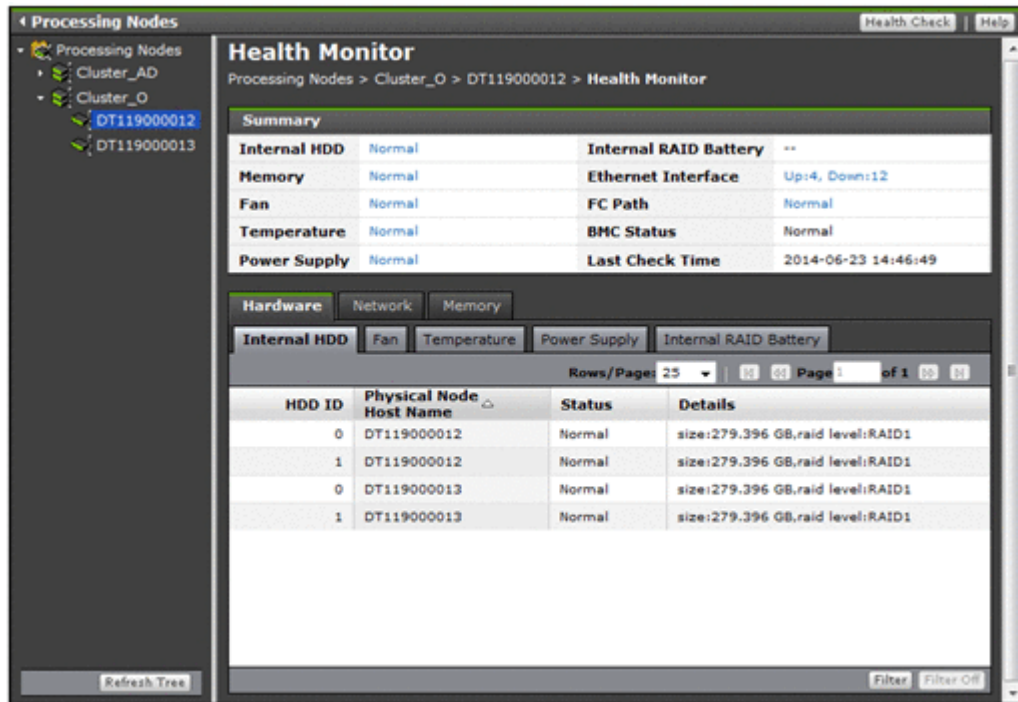 Processing Nodes
Health Check | Help
Processing Nodes
Cluster_AD
Cluster_O
DT119000012
DT119000013
Refresh Tree
Health Monitor
Processing Nodes > Cluster_O > DT119000012 > Health Monitor
Summary
Internal HDD Normal Internal RAID Battery --
Memory Normal Ethernet Interface Up:4, Down:12
Fan Normal FC Path Normal
Temperature Normal BMC Status Normal
Power Supply Normal Last Check Time 2014-06-23 14:46:49
Hardware Network Memory
Internal HDD Fan Temperature Power Supply Internal RAID Battery
Rows/Page: 25 | Page 1 of 1
HDD ID Physical Node Host Name Status Details
0 DT119000012 Normal size:279.396 GB,raid level:RAID1
1 DT119000012 Normal size:279.396 GB,raid level:RAID1
0 DT119000013 Normal size:279.396 GB,raid level:RAID1
1 DT119000013 Normal size:279.396 GB,raid level:RAID1
Filter Filter Off